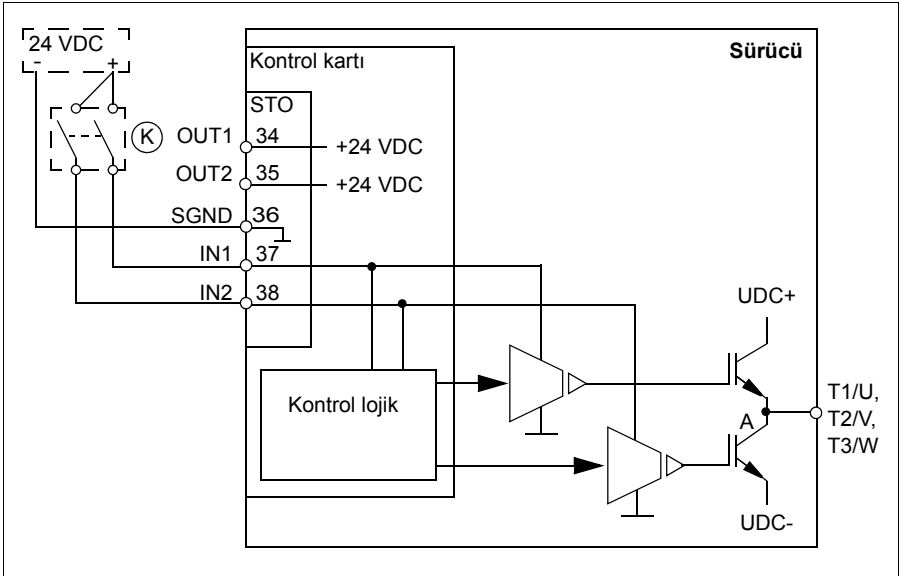 24 VDC
- +
K
Sürücü
Kontrol kartı
STO
OUT1 34 +24 VDC
OUT2 35 +24 VDC
SGND 36
IN1 37
IN2 38
Kontrol lojik
UDC+
A
T1/U,
T2/V,
T3/W
UDC-